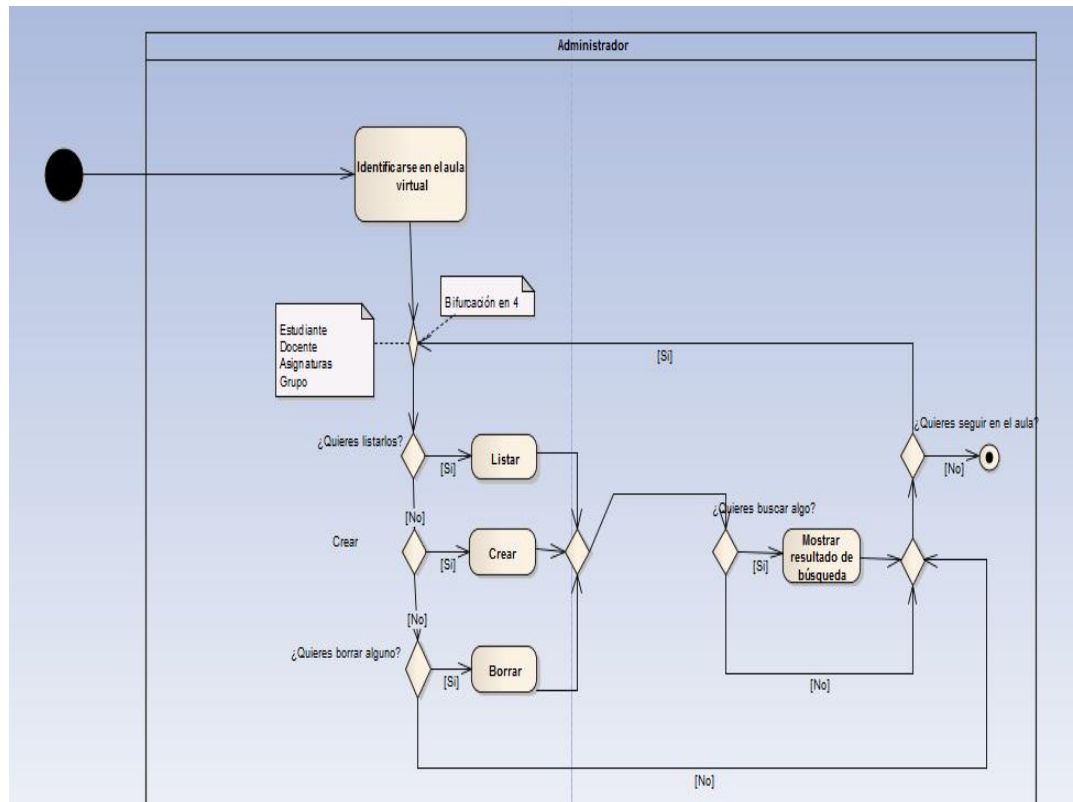 Administrador
Identificarse en el aula
virtual
Bifurcación en 4
Estudiante
Docente
Asignaturas
Grupo
[Si]
¿Quieres seguir en el aula?
[No]
¿Quieres listarlos?
[Si]
Listar
[No]
¿Quieres buscar algo?
Crear
[Si]
Crear
[Si]
Mostrar
resultado de
búsqueda
[No]
¿Quieres borrar alguno?
[Si]
Borrar
[No]
[No]